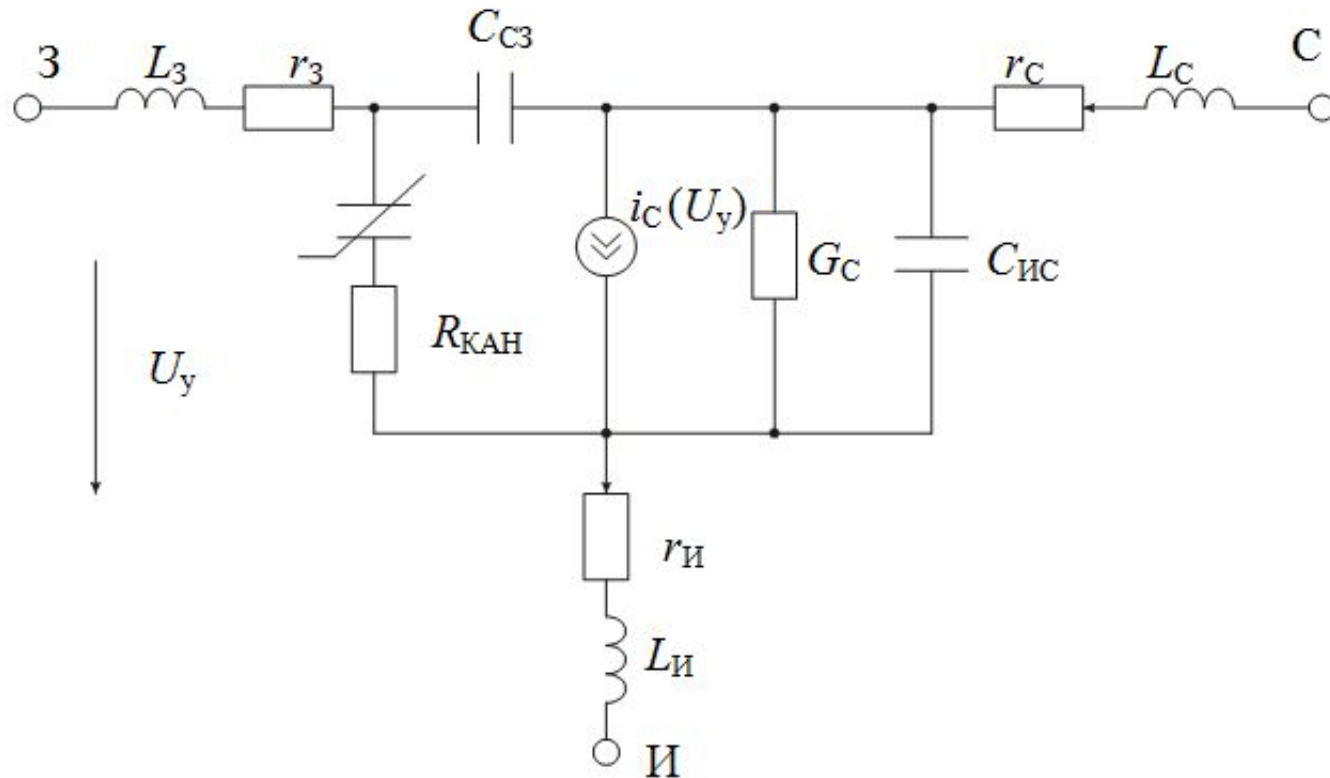 З
L_З
r_З
C_СЗ
r_С
L_С
С
i_С(U_у)
G_С
C_ИС
R_КАН
U_у
r_И
L_И
И